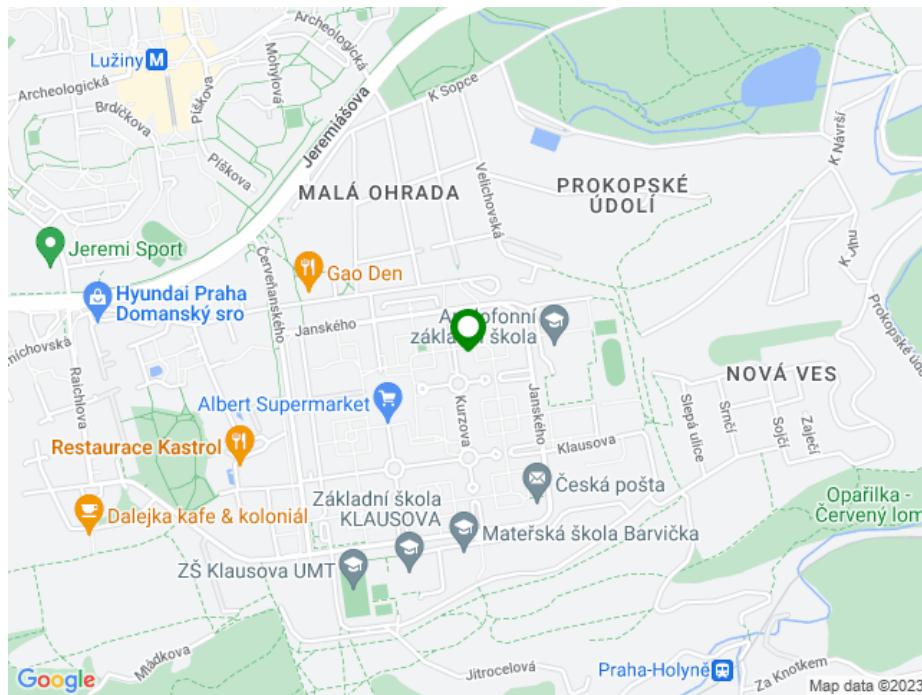 Archeologická
Lužiny M
Mohylová
K Sopce
Archeologická
Píškova
Brdičkova
Jeremiášova
Píškova
K Návrší
Velichovská
MALÁ OHRADA
PROKOPSKÉ
ÚDOLÍ
Jeremi Sport
Gao Den
Červeňanského
K Jihu
Hyundai Praha
Domanský sro
Prokopské údo
Janského
základní škola
michovská
Raichlova
NOVÁ VES
Albert Supermarket
Kurzova
Janského
Slepá ulice
Srnčí
Sojčí
Zaječí
Restaurace Kastrol
Klausova
Česká pošta
Základní škola
KLAUSOVA
Opařilka -
Červený lom
Dalejka kafe & koloniál
Mateřská škola Barvička
ZŠ Klausova UMT
Mládkova
Jitrocelová
Praha-Holyně
Za Knotkem
Google
Map data ©2023